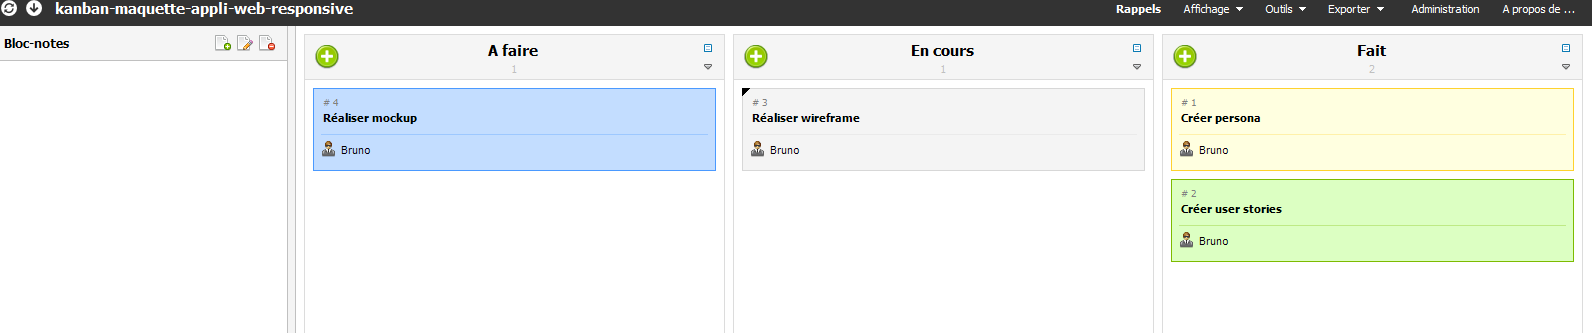 kanban-maquette-appli-web-responsive
Rappels Affichage Outils Exporter Administration A propos de ...
Bloc-notes
A faire
1
# 4
Réaliser mockup
Bruno
En cours
1
# 3
Réaliser wireframe
Bruno
Fait
2
# 1
Créer persona
Bruno
# 2
Créer user stories
Bruno